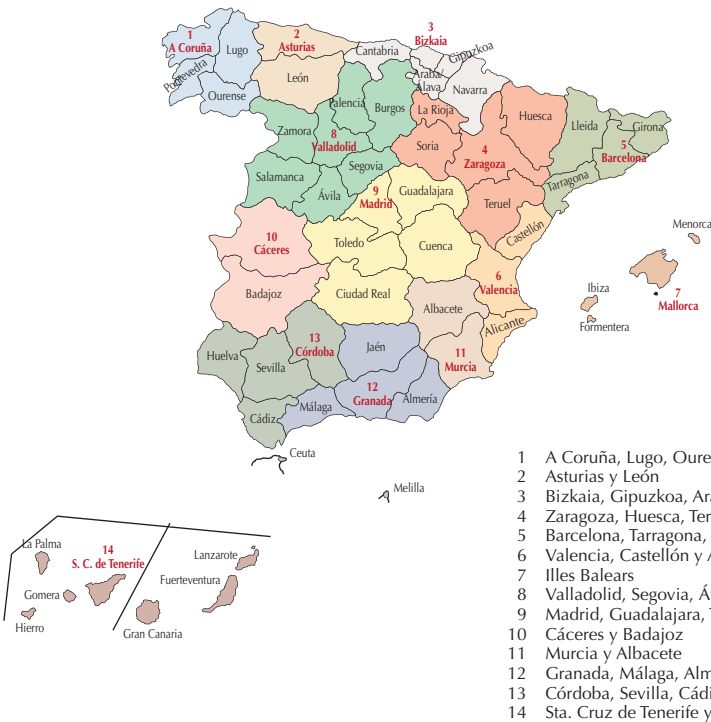 1
A Coruña
Lugo
Pontevedra
Ourense
2
Asturias
León
Cantabria
3
Bizkaia
Gipuzkoa
Araba/
Álava
Navarra
Palencia
Burgos
La Rioja
Zamora
8
Valladolid
Soria
Segovia
Salamanca
Ávila
4
Zaragoza
Huesca
Teruel
Lleida
Girona
5
Barcelona
Tarragona
9
Madrid
Guadalajara
Toledo
Cuenca
Ciudad Real
10
Cáceres
Badajoz
Castellón
6
Valencia
Alicante
Menorca
7
Mallorca
Ibiza
Formentera
Albacete
11
Murcia
Huelva
Sevilla
13
Córdoba
Cádiz
Jaén
12
Granada
Málaga
Almería
Ceuta
Melilla
La Palma
14
S. C. de Tenerife
Gomera
Hierro
Lanzarote
Fuerteventura
Gran Canaria
1 A Coruña, Lugo, Oure
2 Asturias y León
3 Bizkaia, Gipuzkoa, Ar
4 Zaragoza, Huesca, Ter
5 Barcelona, Tarragona,
6 Valencia, Castellón y
7 Illes Balears
8 Valladolid, Segovia, Á
9 Madrid, Guadalajara,
10 Cáceres y Badajoz
11 Murcia y Albacete
12 Granada, Málaga, Alm
13 Córdoba, Sevilla, Cádi
14 Sta. Cruz de Tenerife y